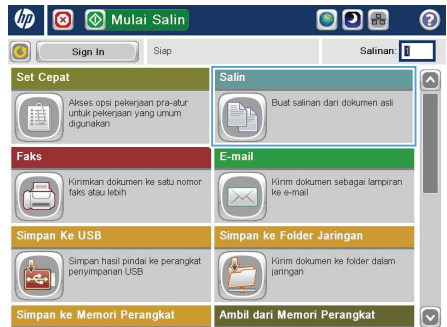 hp
Mulai Salin
?
Sign In
Siap
Salinan: 1
Set Cepat
Akses opsi pekerjaan pra-atur
untuk pekerjaan yang umum
digunakan
Salin
Buat salinan dari dokumen asli
Faks
Kirimkan dokumen ke satu nomor
faks atau lebih
E-mail
Kirim dokumen sebagai lampiran
ke e-mail
Simpan Ke USB
Simpan hasil pindai ke perangkat
penyimpanan USB
Simpan ke Folder Jaringan
Kirim dokumen ke folder dalam
jaringan
Simpan ke Memori Perangkat
Ambil dari Memori Perangkat